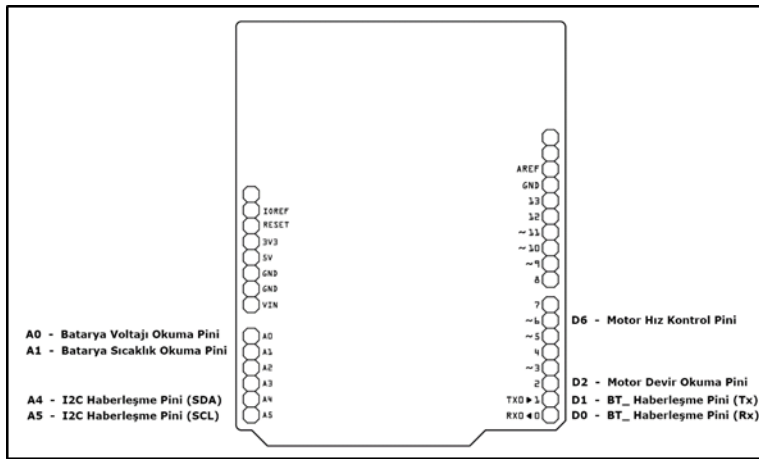 AREF
GND
13
12
~11
~10
~9
8
IOREF
RESET
3V3
5V
GND
GND
VIN
7
~6 D6 - Motor Hız Kontrol Pini
~5
4
~3
2 D2 - Motor Devir Okuma Pini
TX0▶1 D1 - BT_ Haberleşme Pini (Tx)
RX0◀0 D0 - BT_ Haberleşme Pini (Rx)
A0 - Batarya Voltajı Okuma Pini A0
A1 - Batarya Sıcaklık Okuma Pini A1
A2
A3
A4 - I2C Haberleşme Pini (SDA) A4
A5 - I2C Haberleşme Pini (SCL) A5